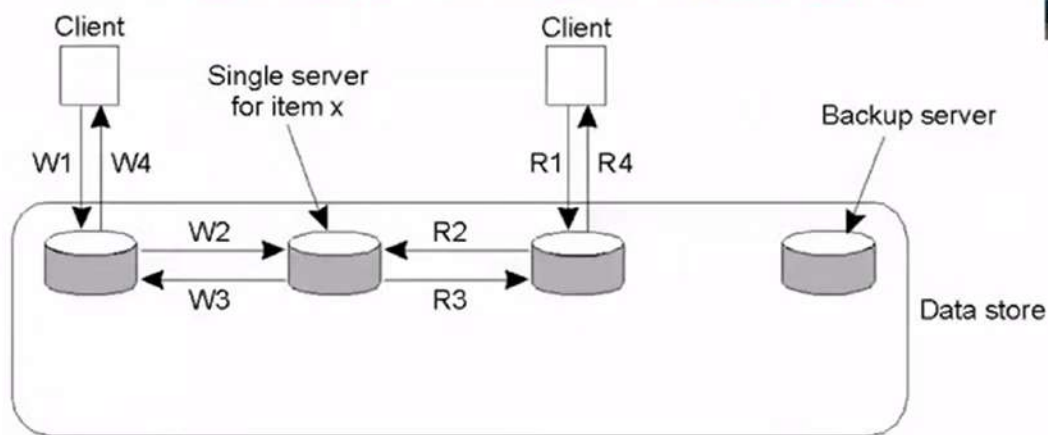 Client
Client
Single server
for item x
Backup server
W1
W4
R1
R4
W2
R2
W3
R3
Data store